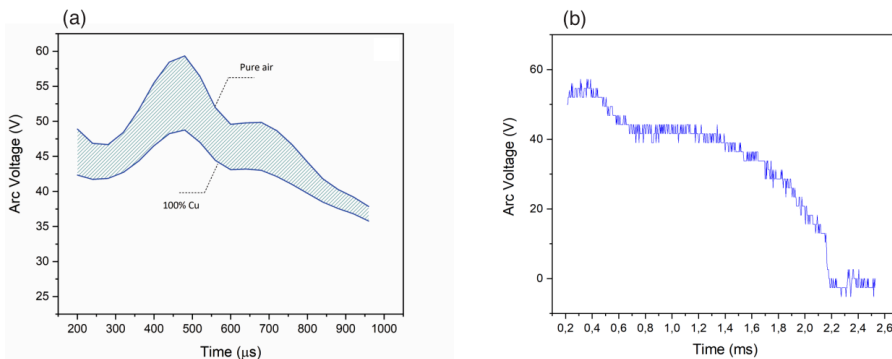 (a)
60
55
50
45
40
35
30
25
Arc Voltage (V)
Pure air
100% Cu
200 300 400 500 600 700 800 900 1000
Time (μs)
(b)
60
40
20
0
Arc Voltage (V)
0,2 0,4 0,6 0,8 1,0 1,2 1,4 1,6 1,8 2,0 2,2 2,4 2,6
Time (ms)